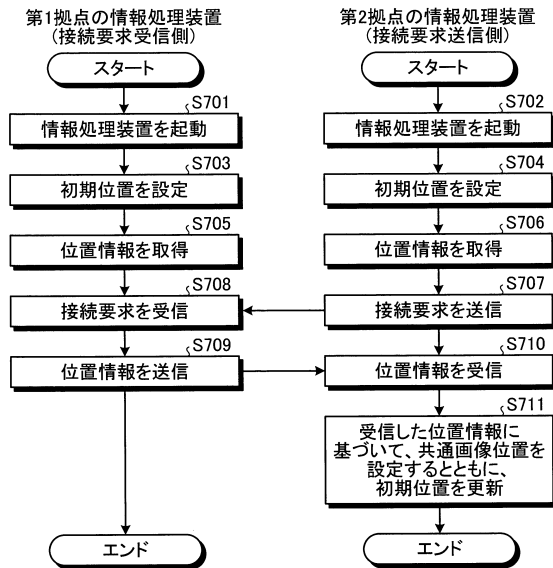 第1拠点の情報処理装置
(接続要求受信側)
スタート
S701
情報処理装置を起動
S703
初期位置を設定
S705
位置情報を取得
S708
接続要求を受信
S709
位置情報を送信
エンド
第2拠点の情報処理装置
(接続要求送信側)
スタート
S702
情報処理装置を起動
S704
初期位置を設定
S706
位置情報を取得
S707
接続要求を送信
S710
位置情報を受信
S711
受信した位置情報に
基づいて、共通画像位置を
設定するとともに、
初期位置を更新
エンド